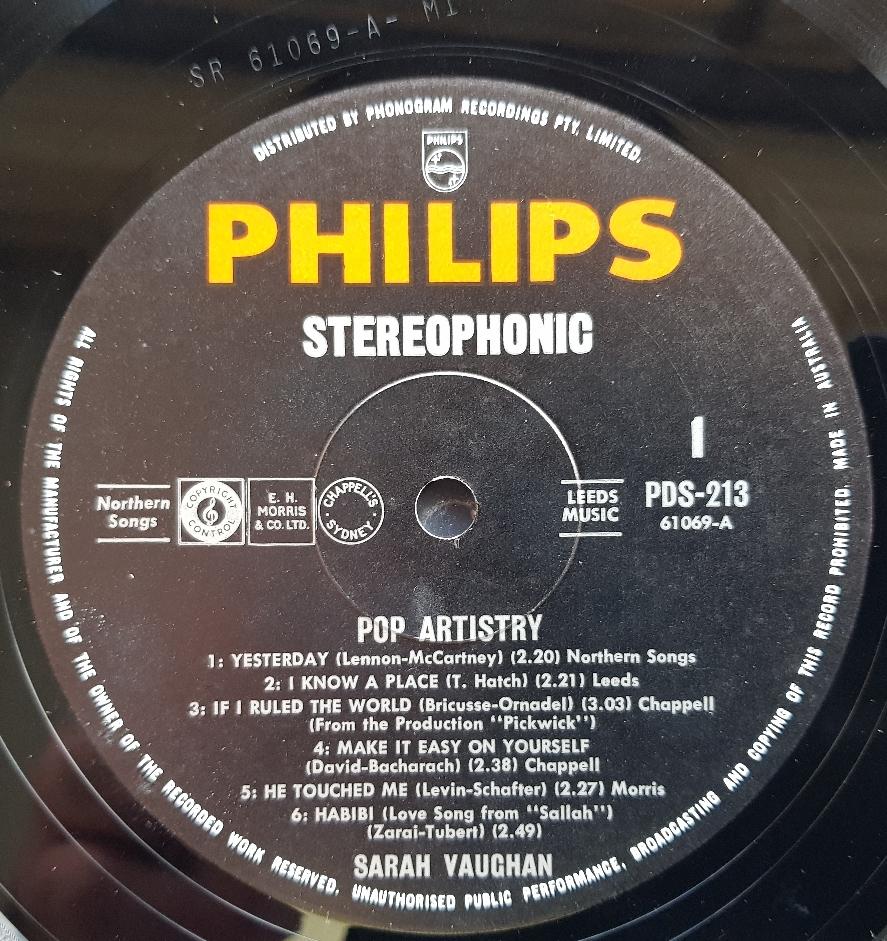 SR 61069-A- M1
DISTRIBUTED BY PHONOGRAM RECORDINGS PTY. LIMITED.
PHILIPS
PHILIPS
STEREOPHONIC
1
Northern
Songs
COPYRIGHT
CONTROL
E. H.
MORRIS
& CO. LTD.
CHAPPELL'S
SYDNEY
LEEDS
MUSIC
PDS-213
61069-A
POP ARTISTRY
1: YESTERDAY (Lennon-McCartney) (2.20) Northern Songs
2: I KNOW A PLACE (T. Hatch) (2.21) Leeds
3: IF I RULED THE WORLD (Bricusse-Ornadel) (3.03) Chappell
(From the Production "Pickwick")
4: MAKE IT EASY ON YOURSELF
(David-Bacharach) (2.38) Chappell
5: HE TOUCHED ME (Levin-Schafter) (2.27) Morris
6: HABIBI (Love Song from "Sallah")
(Zarai-Tubert) (2.49)
SARAH VAUGHAN
ALL RIGHTS OF THE MANUFACTURER AND OF THE OWNER OF THE RECORDED WORK RESERVED. UNAUTHORISED PUBLIC PERFORMANCE, BROADCASTING AND COPYING OF THIS RECORD PROHIBITED. MADE IN AUSTRALIA